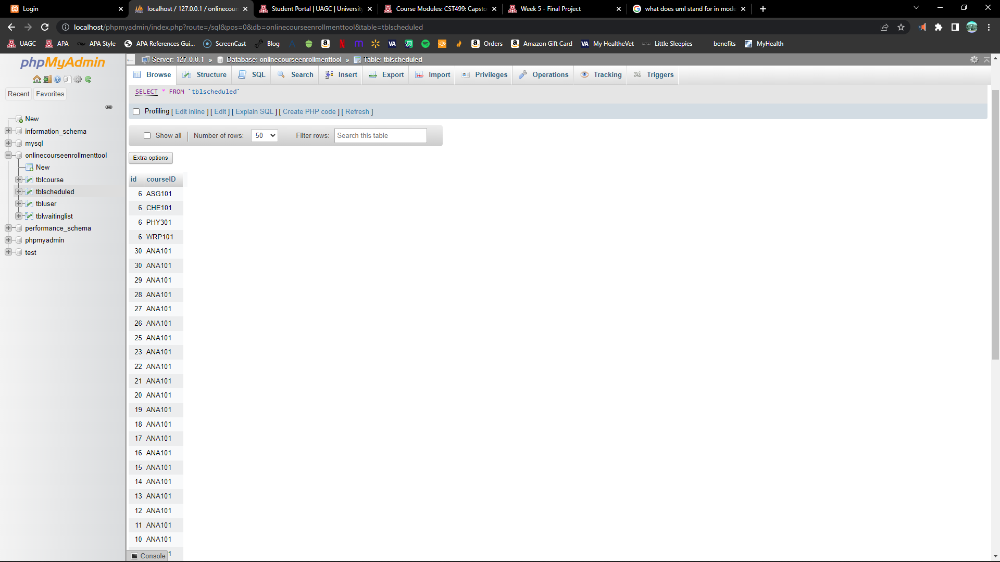 Login
localhost / 127.0.0.1 / onlinecour
Student Portal | UAGC | University
Course Modules: CST499: Capsto
Week 5 - Final Project
what does uml stand for in mode
localhost/phpmyadmin/index.php?route=/sql&pos=0&db=onlinecourseenrollmenttool&table=tblscheduled
UAGC
APA
APA Style
APA References Gui...
ScreenCast
Blog
Orders
Amazon Gift Card
My HealtheVet
Little Sleepies
benefits
MyHealth
phpMyAdmin
Recent
Favorites
New
information_schema
mysql
onlinecourseenrollmenttool
New
tblcourse
tblscheduled
tbluser
tblwaitinglist
performance_schema
phpmyadmin
test
Server: 127.0.0.1 » Database: onlinecourseenrollmenttool » Table: tblscheduled
Browse
Structure
SQL
Search
Insert
Export
Import
Privileges
Operations
Tracking
Triggers
SELECT * FROM `tblscheduled`
Profiling [ Edit inline ] [ Edit ] [ Explain SQL ] [ Create PHP code ] [ Refresh ]
Show all | Number of rows: 50 Filter rows: Search this table
Extra options
id courseID
6 ASG101
6 CHE101
6 PHY301
6 WRP101
30 ANA101
30 ANA101
29 ANA101
28 ANA101
27 ANA101
26 ANA101
25 ANA101
23 ANA101
22 ANA101
21 ANA101
20 ANA101
19 ANA101
18 ANA101
17 ANA101
16 ANA101
15 ANA101
14 ANA101
13 ANA101
12 ANA101
11 ANA101
10 ANA101
Console 1